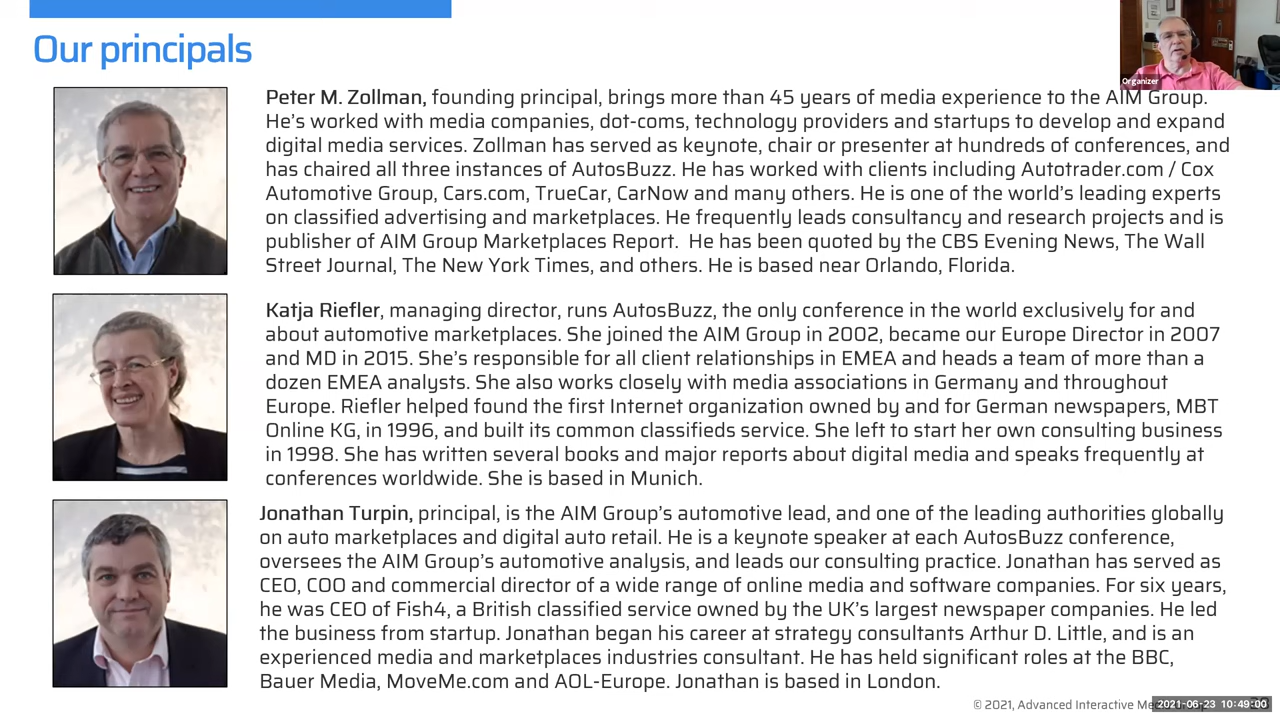 Our principals
Organizer
Peter M. Zollman, founding principal, brings more than 45 years of media experience to the AIM Group.
He's worked with media companies, dot-coms, technology providers and startups to develop and expand
digital media services. Zollman has served as keynote, chair or presenter at hundreds of conferences, and
has chaired all three instances of AutosBuzz. He has worked with clients including Autotrader.com / Cox
Automotive Group, Cars.com, TrueCar, CarNow and many others. He is one of the world's leading experts
on classified advertising and marketplaces. He frequently leads consultancy and research projects and is
publisher of AIM Group Marketplaces Report. He has been quoted by the CBS Evening News, The Wall
Street Journal, The New York Times, and others. He is based near Orlando, Florida.
Katja Riefler, managing director, runs AutosBuzz, the only conference in the world exclusively for and
about automotive marketplaces. She joined the AIM Group in 2002, became our Europe Director in 2007
and MD in 2015. She's responsible for all client relationships in EMEA and heads a team of more than a
dozen EMEA analysts. She also works closely with media associations in Germany and throughout
Europe. Riefler helped found the first Internet organization owned by and for German newspapers, MBT
Online KG, in 1996, and built its common classifieds service. She left to start her own consulting business
in 1998. She has written several books and major reports about digital media and speaks frequently at
conferences worldwide. She is based in Munich.
Jonathan Turpin, principal, is the AIM Group's automotive lead, and one of the leading authorities globally
on auto marketplaces and digital auto retail. He is a keynote speaker at each AutosBuzz conference,
oversees the AIM Group's automotive analysis, and leads our consulting practice. Jonathan has served as
CEO, COO and commercial director of a wide range of online media and software companies. For six years,
he was CEO of Fish4, a British classified service owned by the UK's largest newspaper companies. He led
the business from startup. Jonathan began his career at strategy consultants Arthur D. Little, and is an
experienced media and marketplaces industries consultant. He has held significant roles at the BBC,
Bauer Media, MoveMe.com and AOL-Europe. Jonathan is based in London.
© 2021, Advanced Interactive
2021-06-23 10:49:00